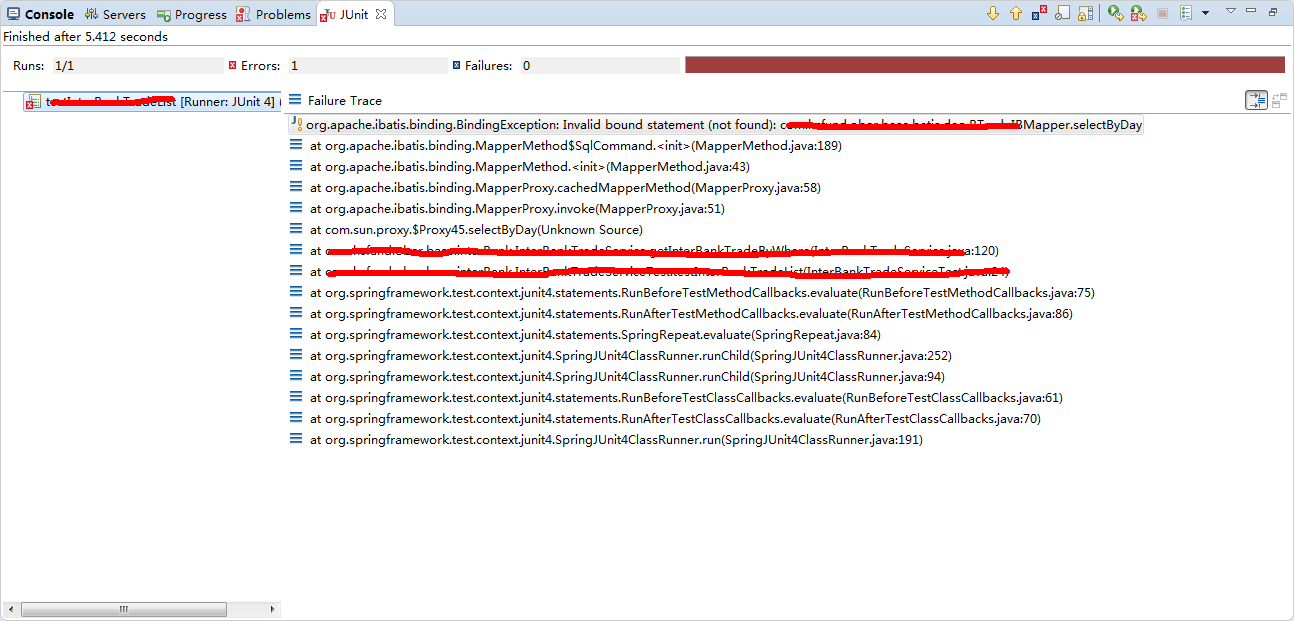 Console Servers Progress Problems JUnit
Finished after 5.412 seconds
Runs: 1/1 Errors: 1 Failures: 0
[Runner: JUnit 4] (
Failure Trace
org.apache.ibatis.binding.BindingException: Invalid bound statement (not found): IBMapper.selectByDay
at org.apache.ibatis.binding.MapperMethod$SqlCommand.<init>(MapperMethod.java:189)
at org.apache.ibatis.binding.MapperMethod.<init>(MapperMethod.java:43)
at org.apache.ibatis.binding.MapperProxy.cachedMapperMethod(MapperProxy.java:58)
at org.apache.ibatis.binding.MapperProxy.invoke(MapperProxy.java:51)
at com.sun.proxy.$Proxy45.selectByDay(Unknown Source)
at java:120)
at
at org.springframework.test.context.junit4.statements.RunBeforeTestMethodCallbacks.evaluate(RunBeforeTestMethodCallbacks.java:75)
at org.springframework.test.context.junit4.statements.RunAfterTestMethodCallbacks.evaluate(RunAfterTestMethodCallbacks.java:86)
at org.springframework.test.context.junit4.statements.SpringRepeat.evaluate(SpringRepeat.java:84)
at org.springframework.test.context.junit4.SpringJUnit4ClassRunner.runChild(SpringJUnit4ClassRunner.java:252)
at org.springframework.test.context.junit4.SpringJUnit4ClassRunner.runChild(SpringJUnit4ClassRunner.java:94)
at org.springframework.test.context.junit4.statements.RunBeforeTestClassCallbacks.evaluate(RunBeforeTestClassCallbacks.java:61)
at org.springframework.test.context.junit4.statements.RunAfterTestClassCallbacks.evaluate(RunAfterTestClassCallbacks.java:70)
at org.springframework.test.context.junit4.SpringJUnit4ClassRunner.run(SpringJUnit4ClassRunner.java:191)